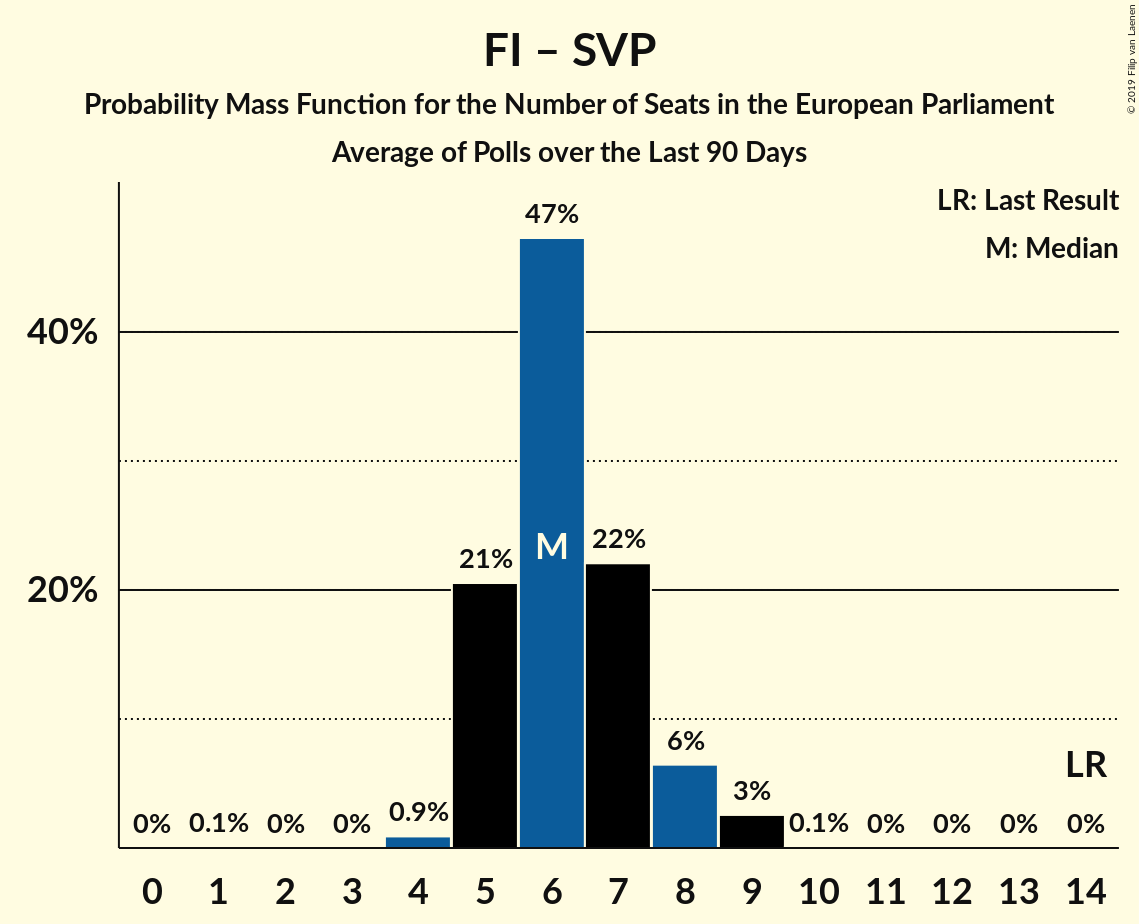 FI – SVP
Probability Mass Function for the Number of Seats in the European Parliament
Average of Polls over the Last 90 Days
© 2019 Filip van Laenen
LR: Last Result
M: Median
47%
40%
22%
21%
M
20%
6%
LR
3%
0% 0.1% 0% 0% 0.9% 0.1% 0% 0% 0% 0%
0 1 2 3 4 5 6 7 8 9 10 11 12 13 14